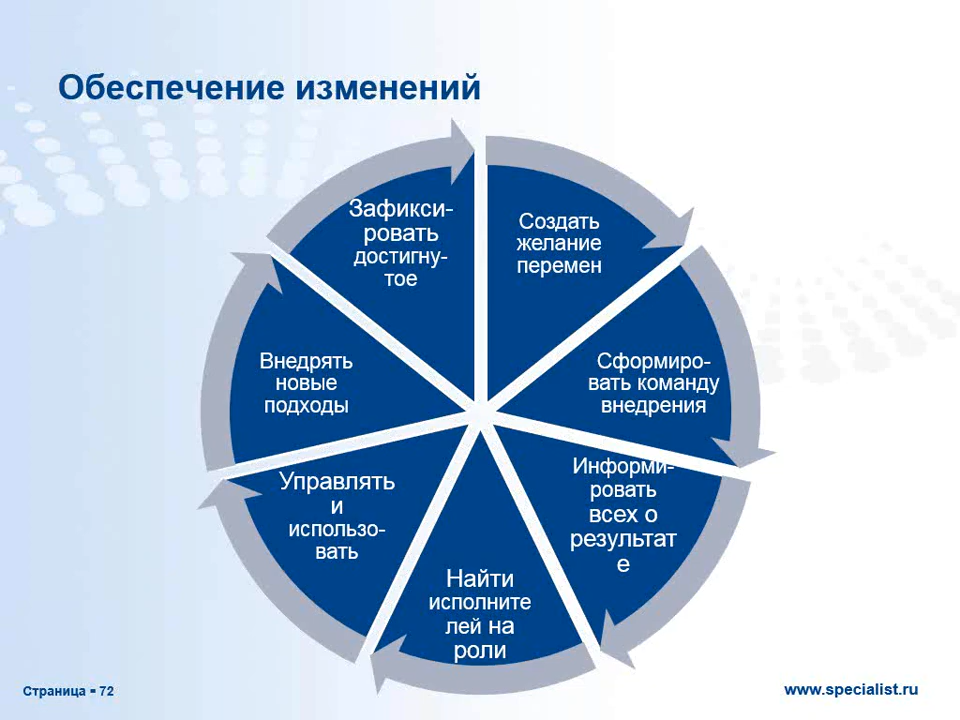 Обеспечение изменений
Создать
желание
перемен
Сформиро-
вать команду
внедрения
Информи-
ровать
всех о
результат
е
Найти
исполните
лей на
роли
Управлять
и
использо-
вать
Внедрять
новые
подходы
Зафикси-
ровать
достигну-
тое
Страница ▪ 72
www.specialist.ru